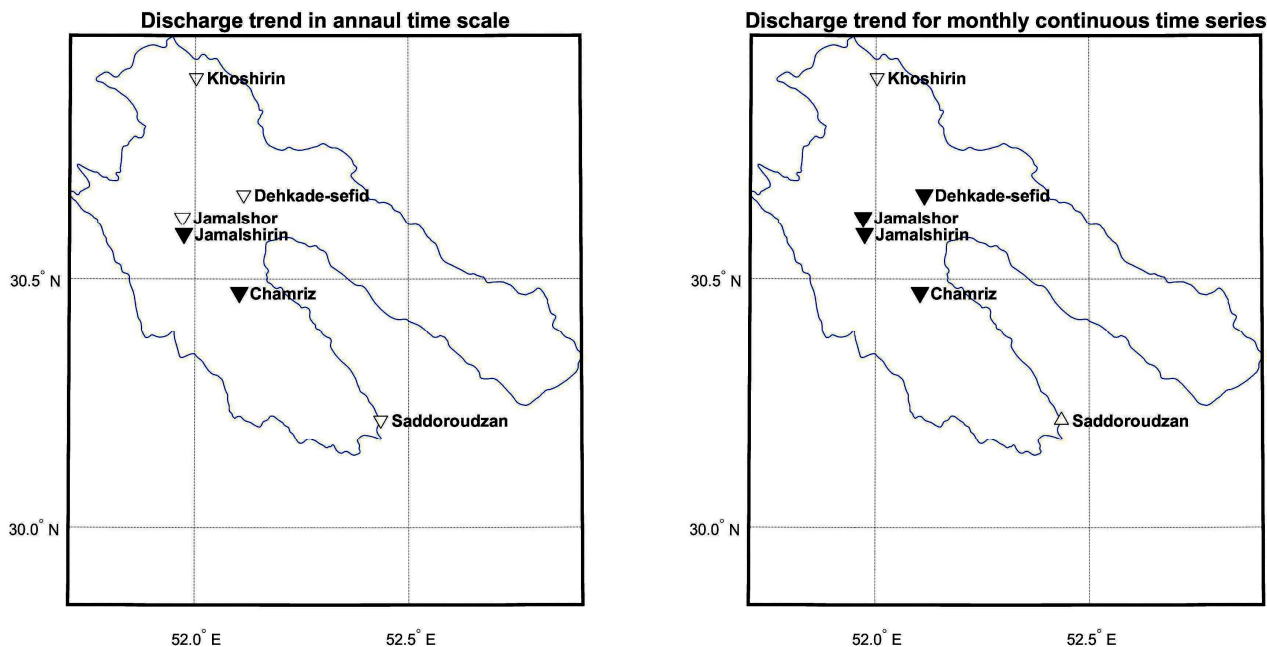 Discharge trend in annaul time scale
Khoshirin
Dehkade-sefid
Jamalshor
Jamalshirin
30.5° N
Chamriz
Saddoroudzan
30.0° N
52.0° E
52.5° E
Discharge trend for monthly continuous time series
Khoshirin
Dehkade-sefid
Jamalshor
Jamalshirin
30.5° N
Chamriz
Saddoroudzan
30.0° N
52.0° E
52.5° E